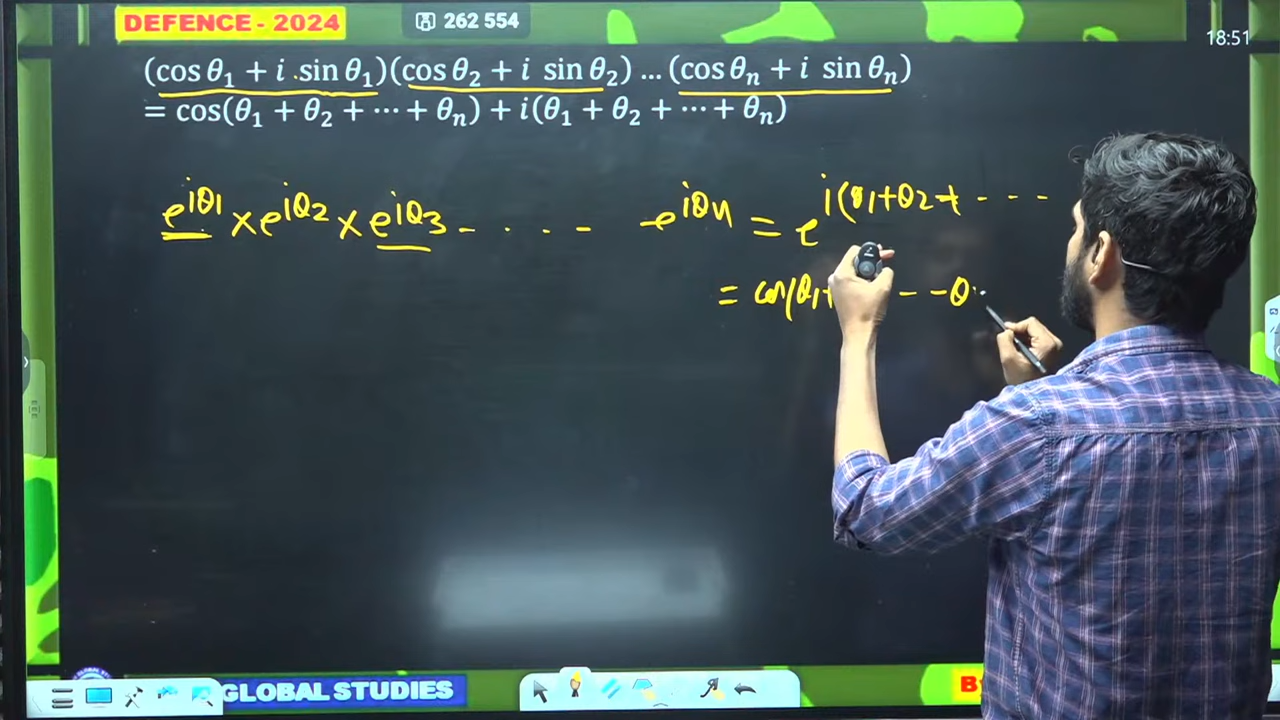 DEFENCE - 2024
262 554
18:51
(cos θ₁ + i sin θ₁)(cos θ₂ + i sin θ₂) … (cos θₙ + i sin θₙ)
= cos(θ₁ + θ₂ + ⋯ + θₙ) + i(θ₁ + θ₂ + ⋯ + θₙ)
e^{iθ1} × e^{iθ2} × e^{iθ3} - - - - - e^{iθn} = e^{i(θ1+θ2+ - - -
= cos(θ1+ - - θ
GLOBAL STUDIES